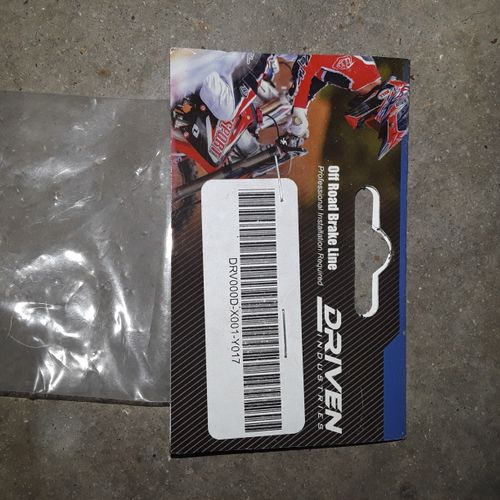 Off Road Brake Line
Professional Installation Required
DRIVEN
INDUSTRIES
DRV000D-X001-Y017